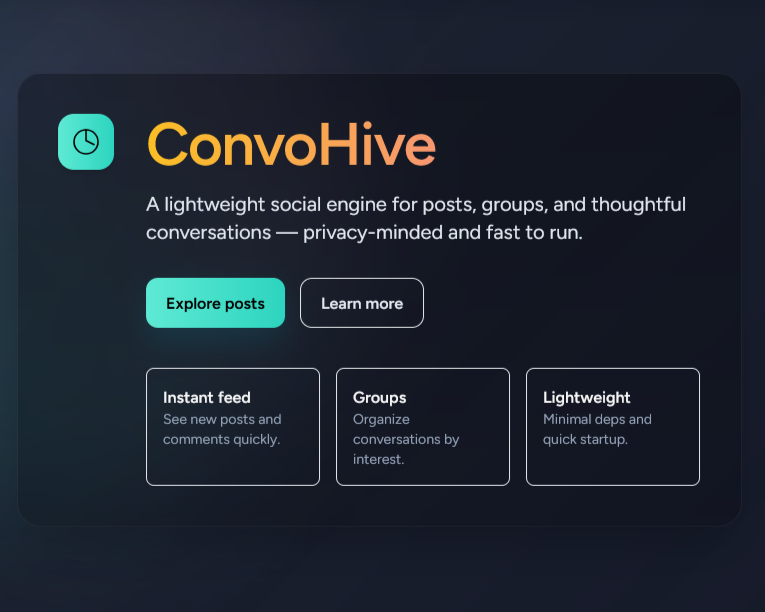 ConvoHive
A lightweight social engine for posts, groups, and thoughtful
conversations — privacy-minded and fast to run.
Explore posts
Learn more
Instant feed
See new posts and
comments quickly.
Groups
Organize
conversations by
interest.
Lightweight
Minimal deps and
quick startup.